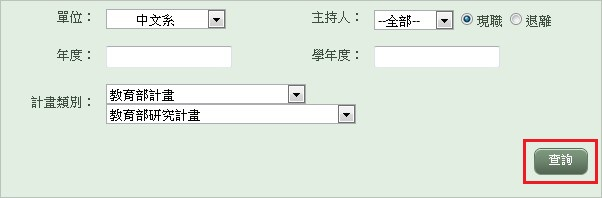 單位： 中文系 主持人： --全部-- 現職 退離
年度： 學年度：
計畫類別： 教育部計畫
教育部研究計畫
查詢